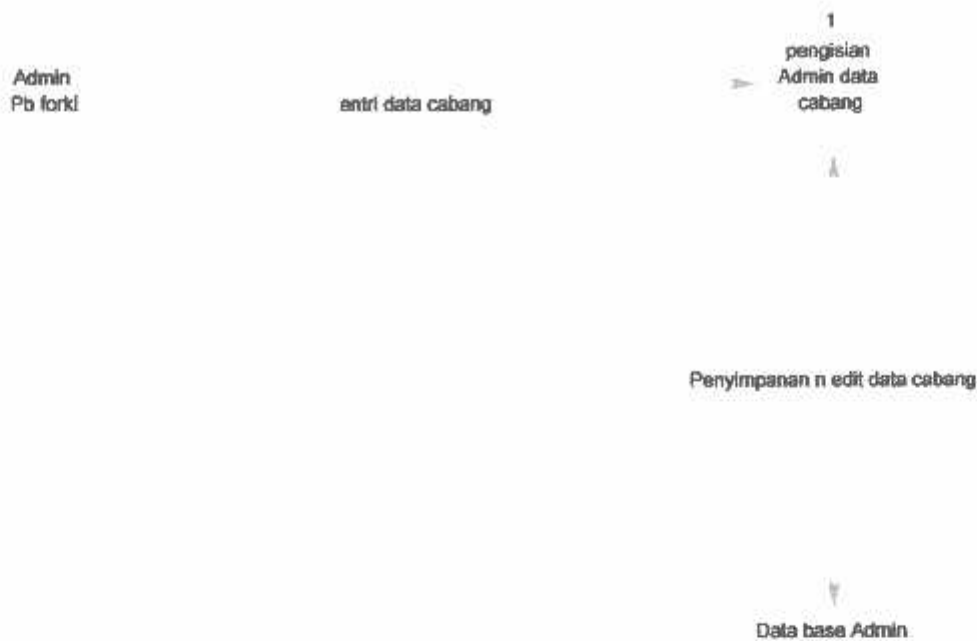 1
pengisian
Admin data
cabang
Admin
Pb forki
entri data cabang
Penyimpanan n edit data cabang
Data base Admin